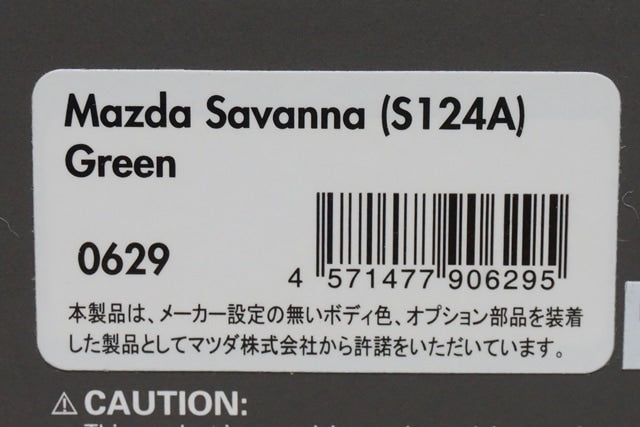 Mazda Savanna (S124A)
Green
0629
4 571477 906295
本製品は、メーカー設定の無いボディ色、オプション部品を装着
した製品としてマツダ株式会社から許諾をいただいています。
⚠ CAUTION: